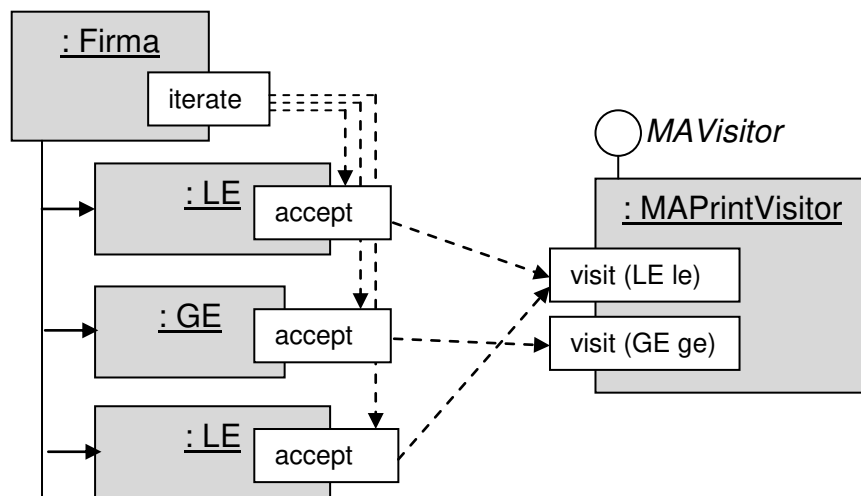 : Firma
iterate
MAVisitor
: LE
accept
: MAPrintVisitor
visit (LE le)
: GE
accept
visit (GE ge)
: LE
accept